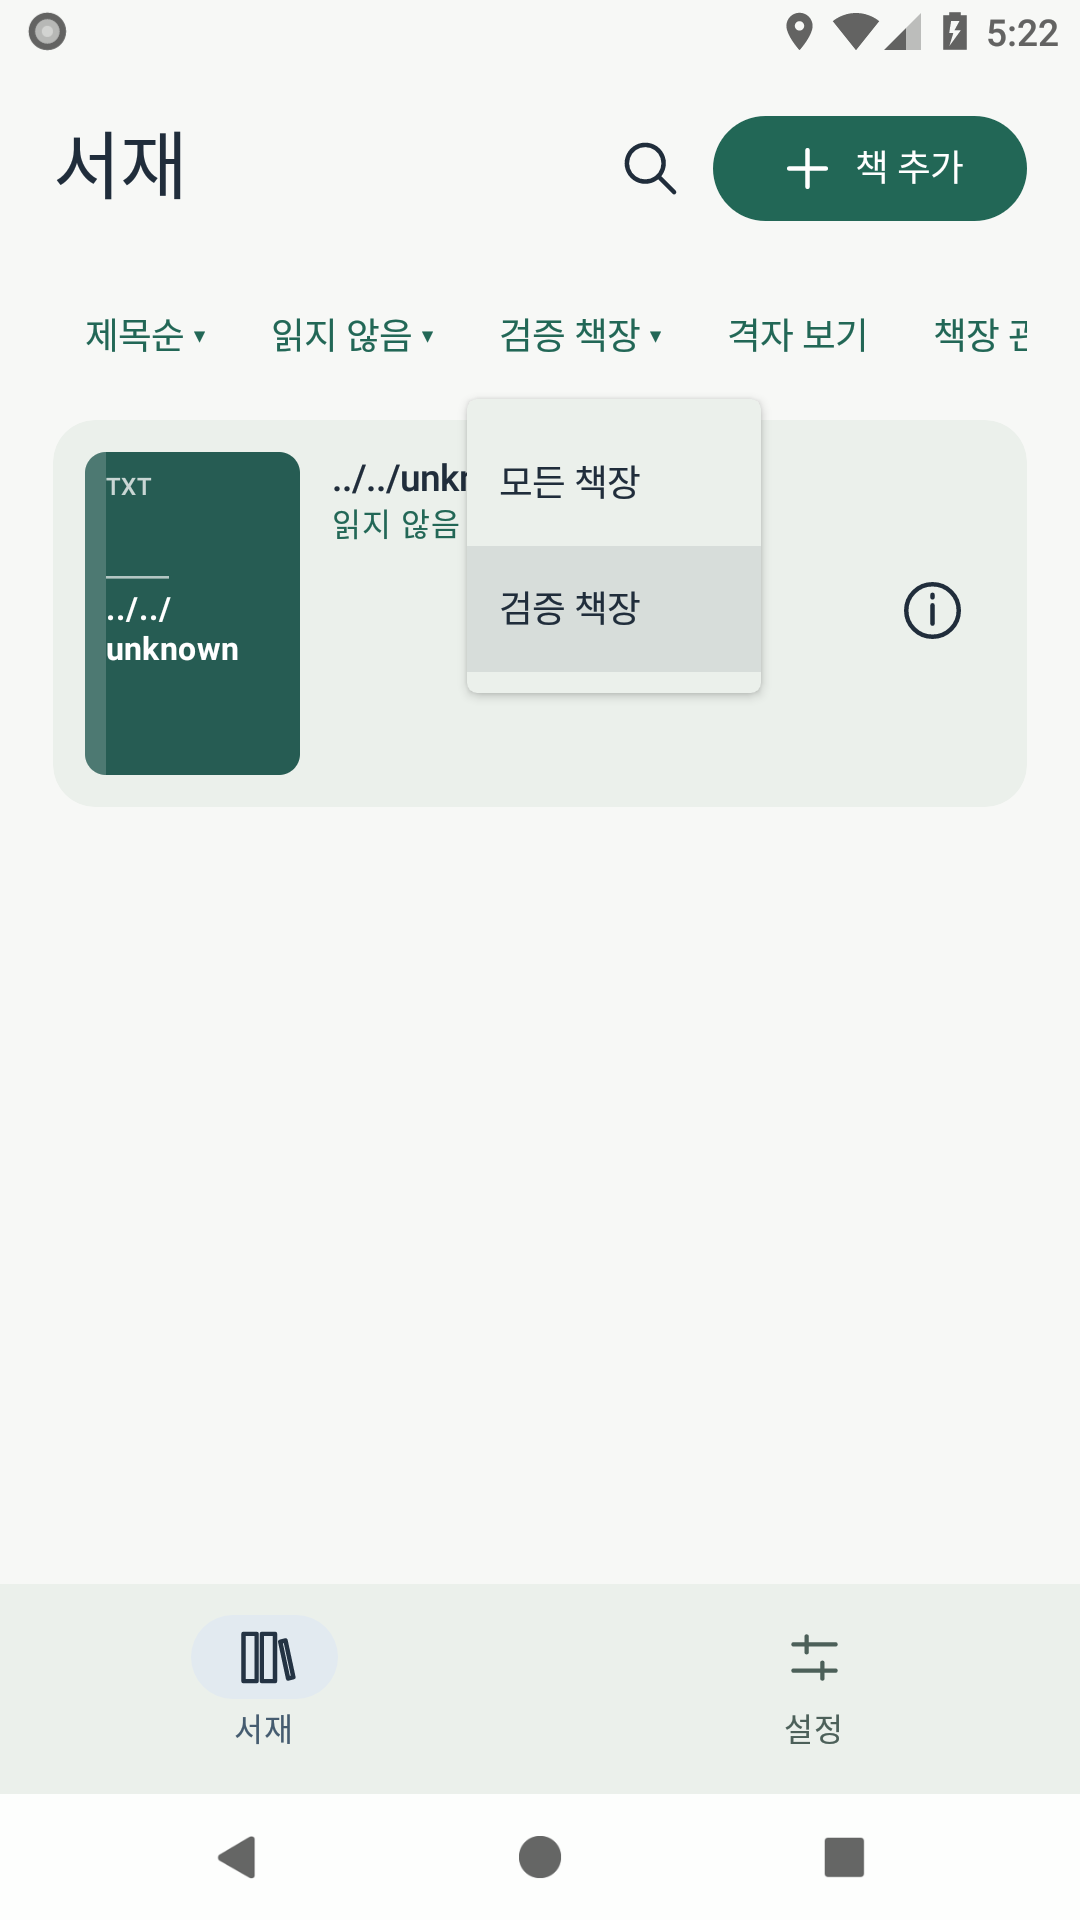 5:22
서재
책 추가
제목순 ▾
읽지 않음 ▾
검증 책장 ▾
격자 보기
책장
모든 책장
검증 책장
TXT
../../
unknown
../../unkn
읽지 않음
서재
설정